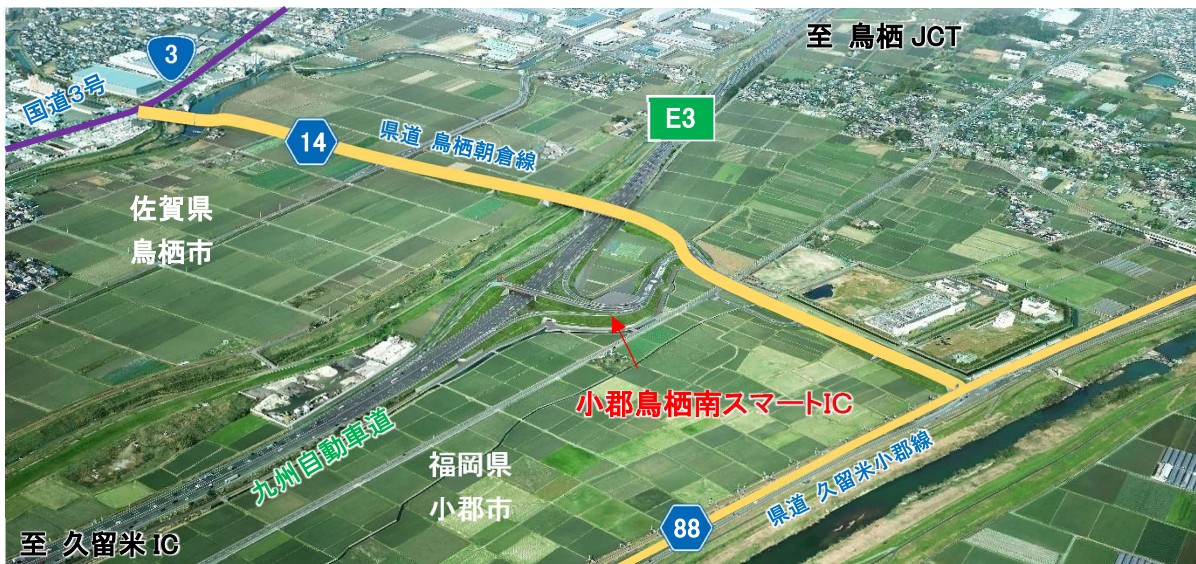 至 鳥栖 JCT
3
国道3号
E3
14
県道 鳥栖朝倉線
佐賀県
鳥栖市
小郡鳥栖南スマートIC
九州自動車道
福岡県
小郡市
県道 久留米小郡線
88
至 久留米 IC